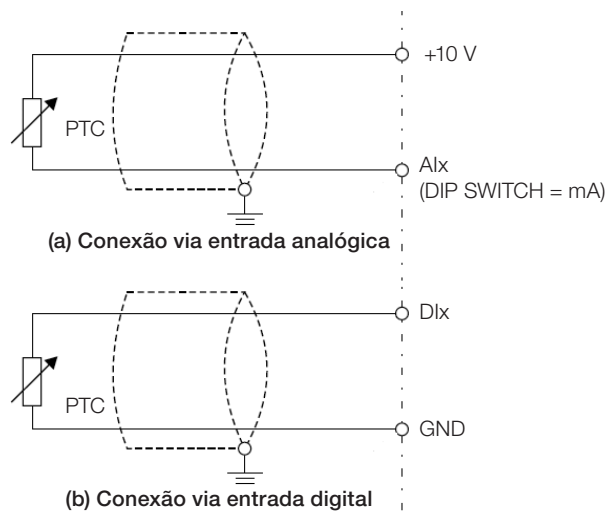 +10 V
PTC
AIx
(DIP SWITCH = mA)
(a) Conexão via entrada analógica
DIx
PTC
GND
(b) Conexão via entrada digital